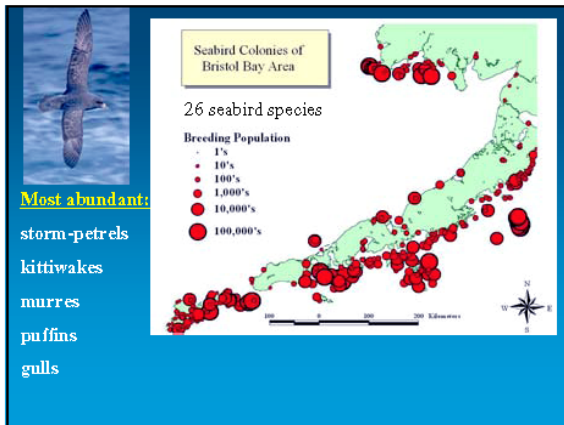 Seabird Colonies of
Bristol Bay Area
26 seabird species
Breeding Population
1's
10's
100's
1,000's
10,000's
100,000's
Most abundant:
storm-petrels
kittiwakes
murres
puffins
gulls
100 0 100 200 Kilometers
N
W E
S